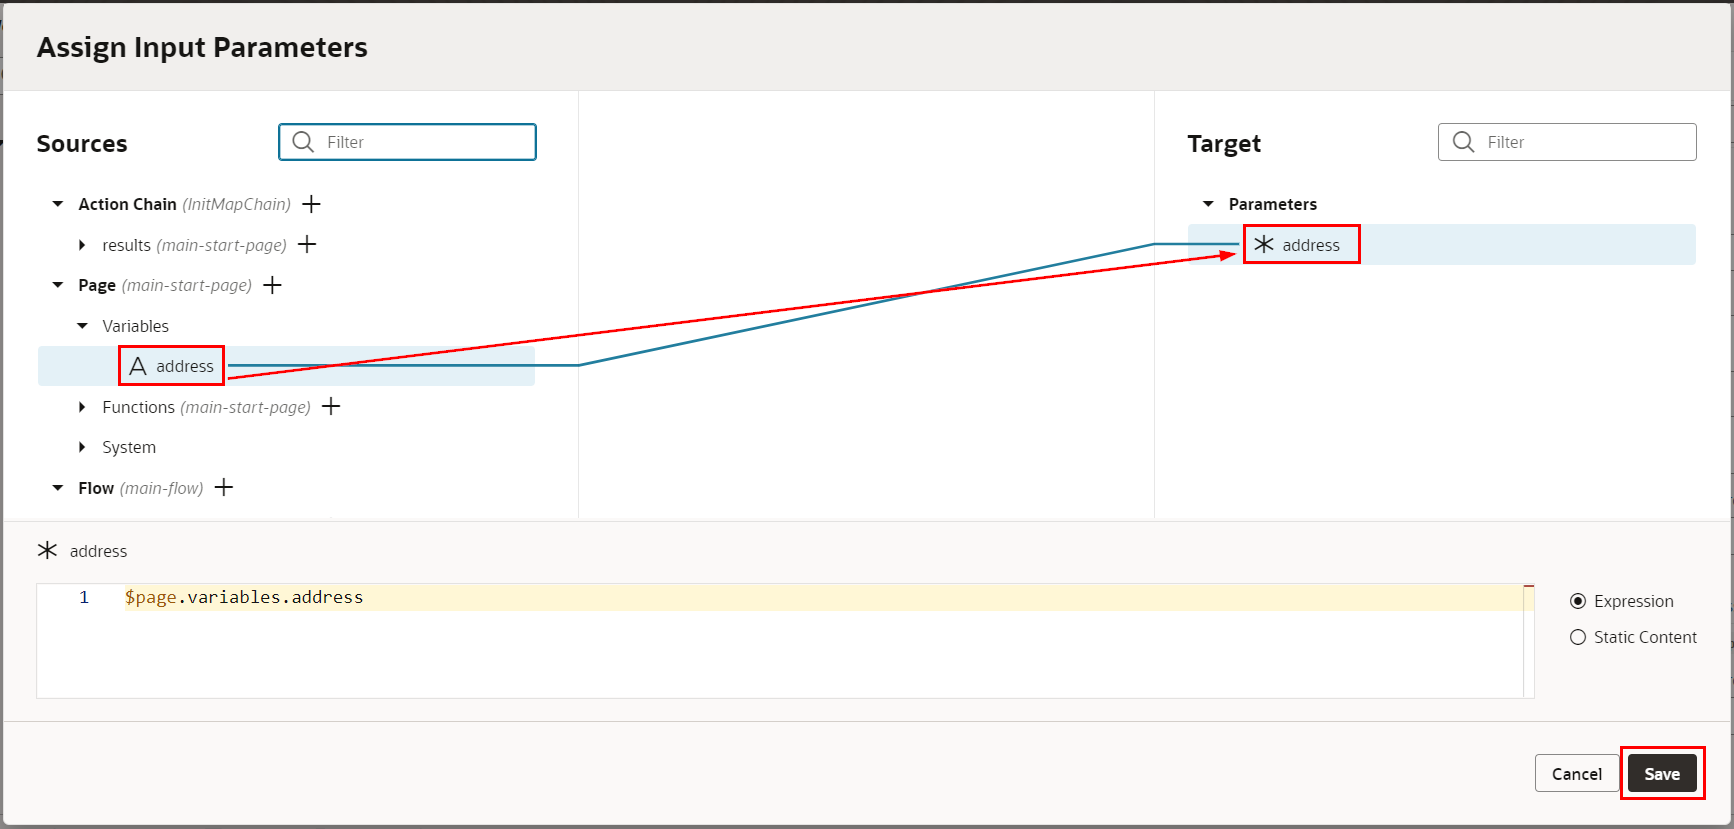 Assign Input Parameters
Sources
Filter
Target
Filter
Action Chain (InitMapChain)
results (main-start-page)
Page (main-start-page)
Variables
address
Functions (main-start-page)
System
Flow (main-flow)
Parameters
address
address
1 $page.variables.address
Expression
Static Content
Cancel
Save